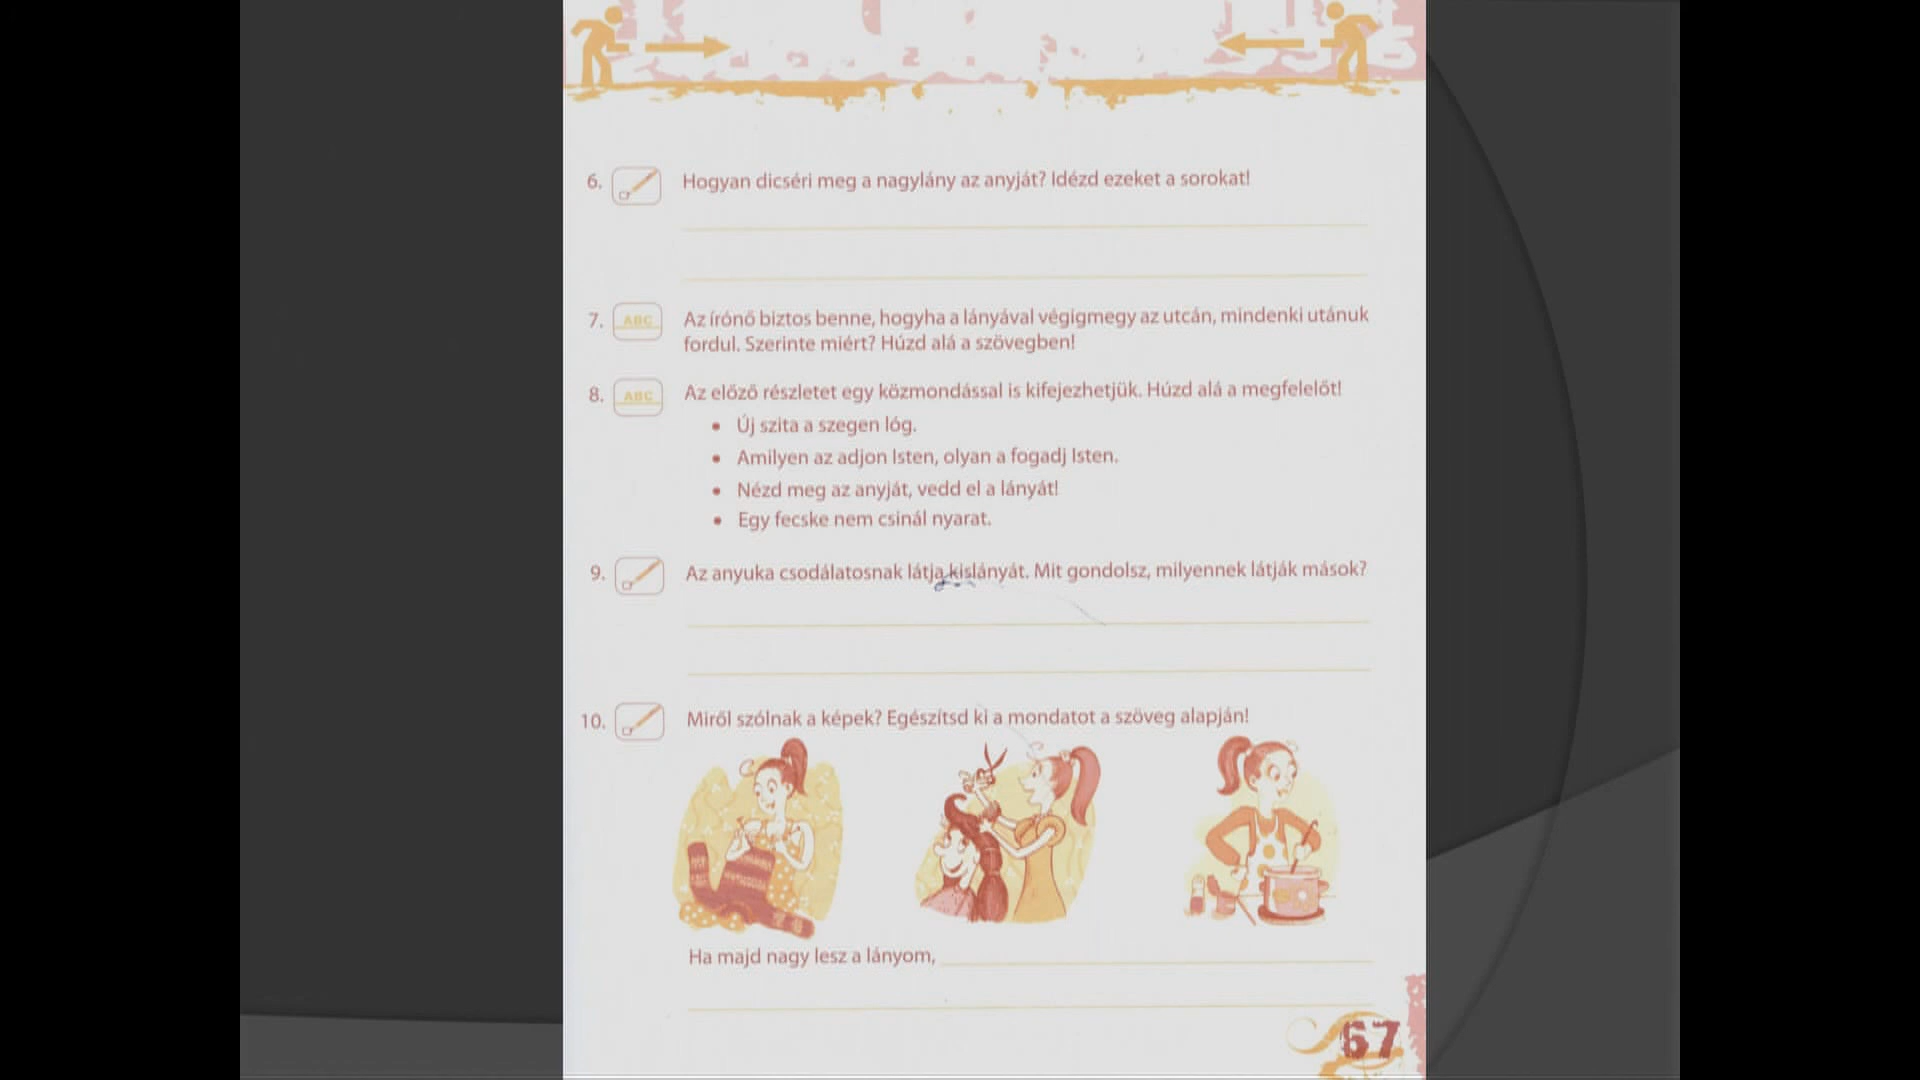 6. Hogyan dicséri meg a nagylány az anyját? Idézd ezeket a sorokat!
7. ABC Az írónő biztos benne, hogyha a lányával végigmegy az utcán, mindenki utánuk
fordul. Szerinte miért? Húzd alá a szövegben!
8. ABC Az előző részletet egy közmondással is kifejezhetjük. Húzd alá a megfelelőt!
• Új szita a szegen lóg.
• Amilyen az adjon Isten, olyan a fogadj Isten.
• Nézd meg az anyját, vedd el a lányát!
• Egy fecske nem csinál nyarat.
9. Az anyuka csodálatosnak látja kislányát. Mit gondolsz, milyennek látják mások?
10. Miről szólnak a képek? Egészítsd ki a mondatot a szöveg alapján!
Ha majd nagy lesz a lányom,
67